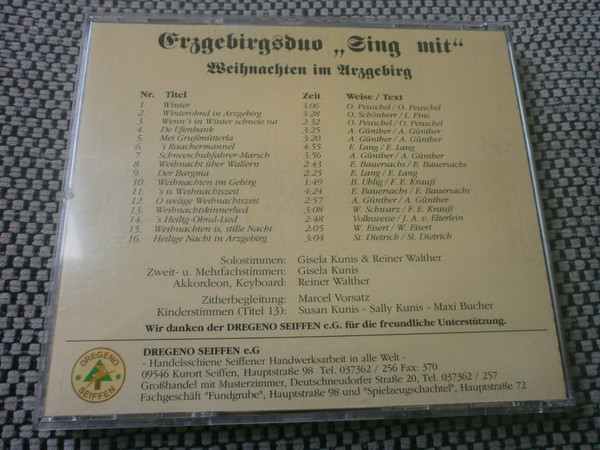 Erzgebirgsduo „Sing mit“
Weihnachten im Arzgebirg
Nr. Titel Zeit Weise / Text
1. Winter 3:06 O. Peuschel / O. Peuschel
2. Winterobnd in Arzgebirg 3:28 O. Schönherr / L. Pinc
3. Wenn's in Winter schneie tut 2:32 O. Peuschel / O. Peuschel
4. De Ufenbank 3:25 A. Günther / A. Günther
5. Mei Grußmütterla 3:20 A. Günther / A. Günther
6. 's Raachermannel 4:55 E. Lang / E. Lang
7. Schneeschuhfahrer-Marsch 3:56 A. Günther / A. Günther
8. Weihnacht über Wäldern 2:43 E. Bauersachs / E. Bauersachs
9. Der Bargma 2:25 E. Lang / E. Lang
10. Weihnachten im Gebirg 1:49 B. Uhlig / F. E. Krauß
11. 's is Weihnachtszeit 4:24 E. Bauersachs / E. Bauersachs
12. O seelige Weihnachtszeit 2:57 A. Günther / A. Günther
13. Weihnachtskinnerlied 3:08 W. Schwarz / F. E. Krauß
14. 's Heilig-Obnd-Lied 2:48 Volksweise / J. A. v. Elterlein
15. Weihnachten is, stille Nacht 2:05 W. Eisert / W. Eisert
16. Heilige Nacht in Arzgebirg 3:04 St. Dietrich / St. Dietrich
Solostimmen: Gisela Kunis & Reiner Walther
Zweit- u. Mehrfachstimmen: Gisela Kunis
Akkordeon, Keyboard: Reiner Walther
Zitherbegleitung: Marcel Vorsatz
Kinderstimmen (Titel 13): Susan Kunis - Sally Kunis - Maxi Bucher
Wir danken der DREGENO SEIFFEN e.G. für die freundliche Unterstützung.
DREGENO SEIFFEN e.G
- Handelsschiene Seiffener Handwerksarbeit in alle Welt -
09546 Kurort Seiffen, Hauptstraße 98 Tel. 037362 / 256 Fax: 370
Großhandel mit Musterzimmer, Deutschneudorfer Straße 20, Tel. 037362 / 257
Fachgeschäft "Fundgrube", Hauptstraße 98 und "Spielzeugschachtel", Hauptstraße 72
DREGENO
SEIFFEN